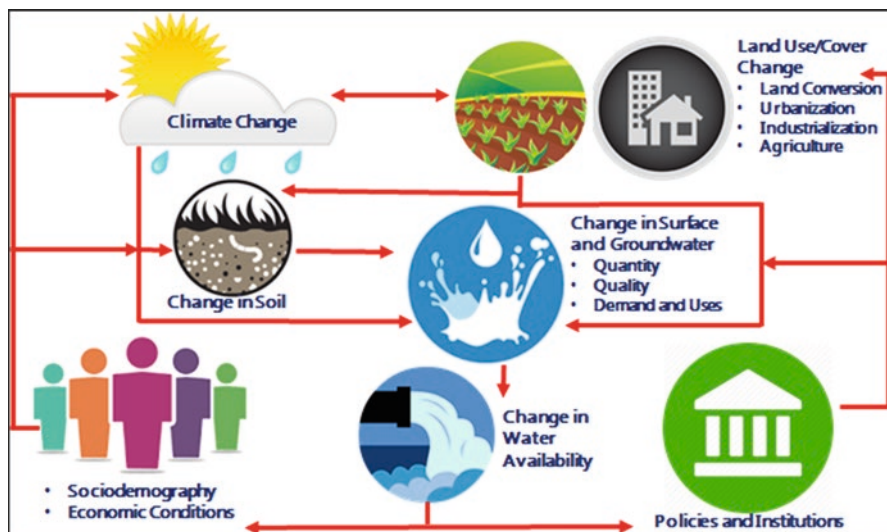 Climate Change
Land Use/Cover
Change
• Land Conversion
• Urbanization
• Industrialization
• Agriculture
Change in Soil
Change in Surface
and Groundwater
• Quantity
• Quality
• Demand and Uses
Change in
Water
Availability
• Sociodemography
• Economic Conditions
Policies and Institutions